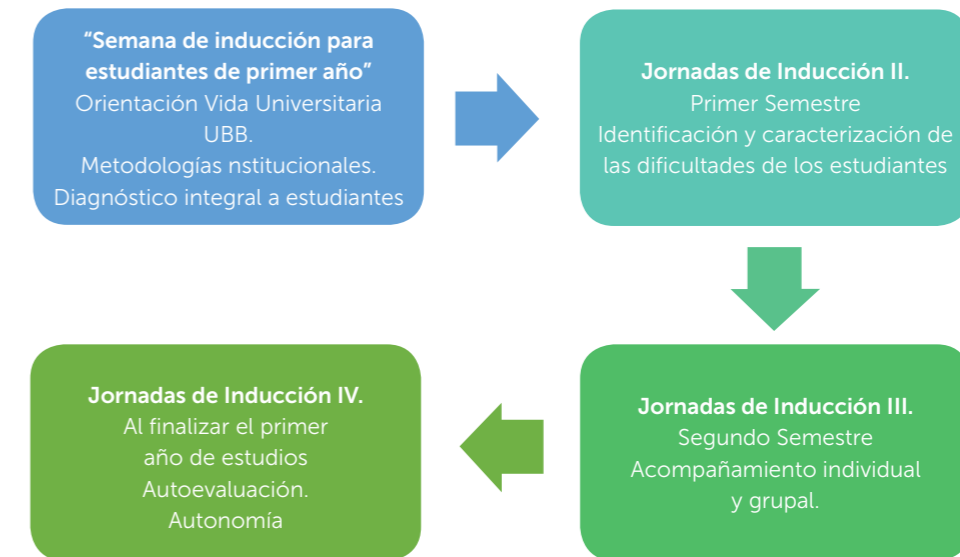 “Semana de inducción para
estudiantes de primer año”
Orientación Vida Universitaria
UBB.
Metodologías nstitucionales.
Diagnóstico integral a estudiantes
Jornadas de Inducción II.
Primer Semestre
Identificación y caracterización de
las dificultades de los estudiantes
Jornadas de Inducción III.
Segundo Semestre
Acompañamiento individual
y grupal.
Jornadas de Inducción IV.
Al finalizar el primer
año de estudios
Autoevaluación.
Autonomía